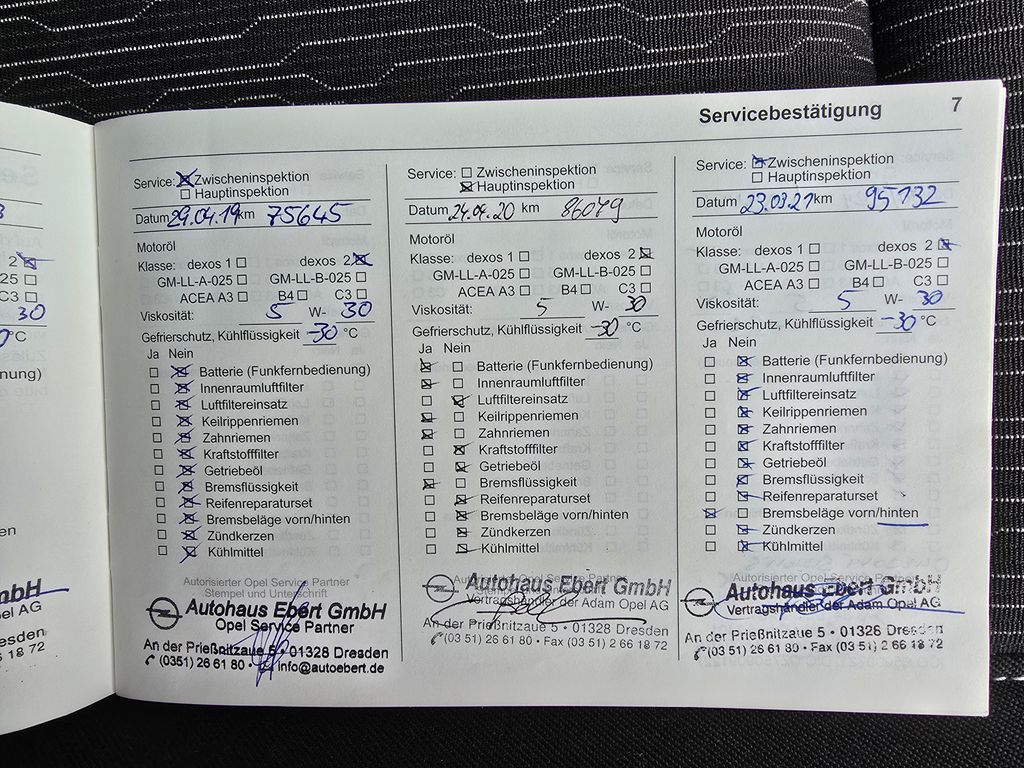 Servicebestätigung 7
Service: Zwischeninspektion
Hauptinspektion
Datum 29.04.19 km 75645
Motoröl
Klasse: dexos 1 dexos 2
GM-LL-A-025 GM-LL-B-025
ACEA A3 B4 C3
Viskosität: 5 W- 30
Gefrierschutz, Kühlflüssigkeit -30 °C
Ja Nein
Batterie (Funkfernbedienung)
Innenraumluftfilter
Luftfiltereinsatz
Keilrippenriemen
Zahnriemen
Kraftstofffilter
Getriebeöl
Bremsflüssigkeit
Reifenreparaturset
Bremsbeläge vorn/hinten
Zündkerzen
Kühlmittel
Autorisierter Opel Service Partner
Stempel und Unterschrift
Autohaus Ebert GmbH
Opel Service Partner
An der Prießnitzaue 5 • 01328 Dresden
(0351) 26 61 80 • info@autoebert.de
Service: Zwischeninspektion
Hauptinspektion
Datum 24.04.20 km 86079
Motoröl
Klasse: dexos 1 dexos 2
GM-LL-A-025 GM-LL-B-025
ACEA A3 B4 C3
Viskosität: 5 W- 30
Gefrierschutz, Kühlflüssigkeit -30 °C
Ja Nein
Batterie (Funkfernbedienung)
Innenraumluftfilter
Luftfiltereinsatz
Keilrippenriemen
Zahnriemen
Kraftstofffilter
Getriebeöl
Bremsflüssigkeit
Reifenreparaturset
Bremsbeläge vorn/hinten
Zündkerzen
Kühlmittel
Autorisierter Opel Service Partner
Autohaus Ebert GmbH
Vertragshändler der Adam Opel AG
An der Prießnitzaue 5 • 01328 Dresden
(03 51) 2 66 61 80 • Fax (03 51) 2 66 18 72
Service: Zwischeninspektion
Hauptinspektion
Datum 23.03.21 km 95132
Motoröl
Klasse: dexos 1 dexos 2
GM-LL-A-025 GM-LL-B-025
ACEA A3 B4 C3
Viskosität: 5 W- 30
Gefrierschutz, Kühlflüssigkeit -30 °C
Ja Nein
Batterie (Funkfernbedienung)
Innenraumluftfilter
Luftfiltereinsatz
Keilrippenriemen
Zahnriemen
Kraftstofffilter
Getriebeöl
Bremsflüssigkeit
Reifenreparaturset
Bremsbeläge vorn/hinten
Zündkerzen
Kühlmittel
Autorisierter Opel Service
Autohaus Ebert GmbH
Vertragshändler der Adam Opel AG
An der Prießnitzaue 5 • 01328 Dresden
(03 51) 2 66 61 80 • Fax (03 51) 2 66 18 72